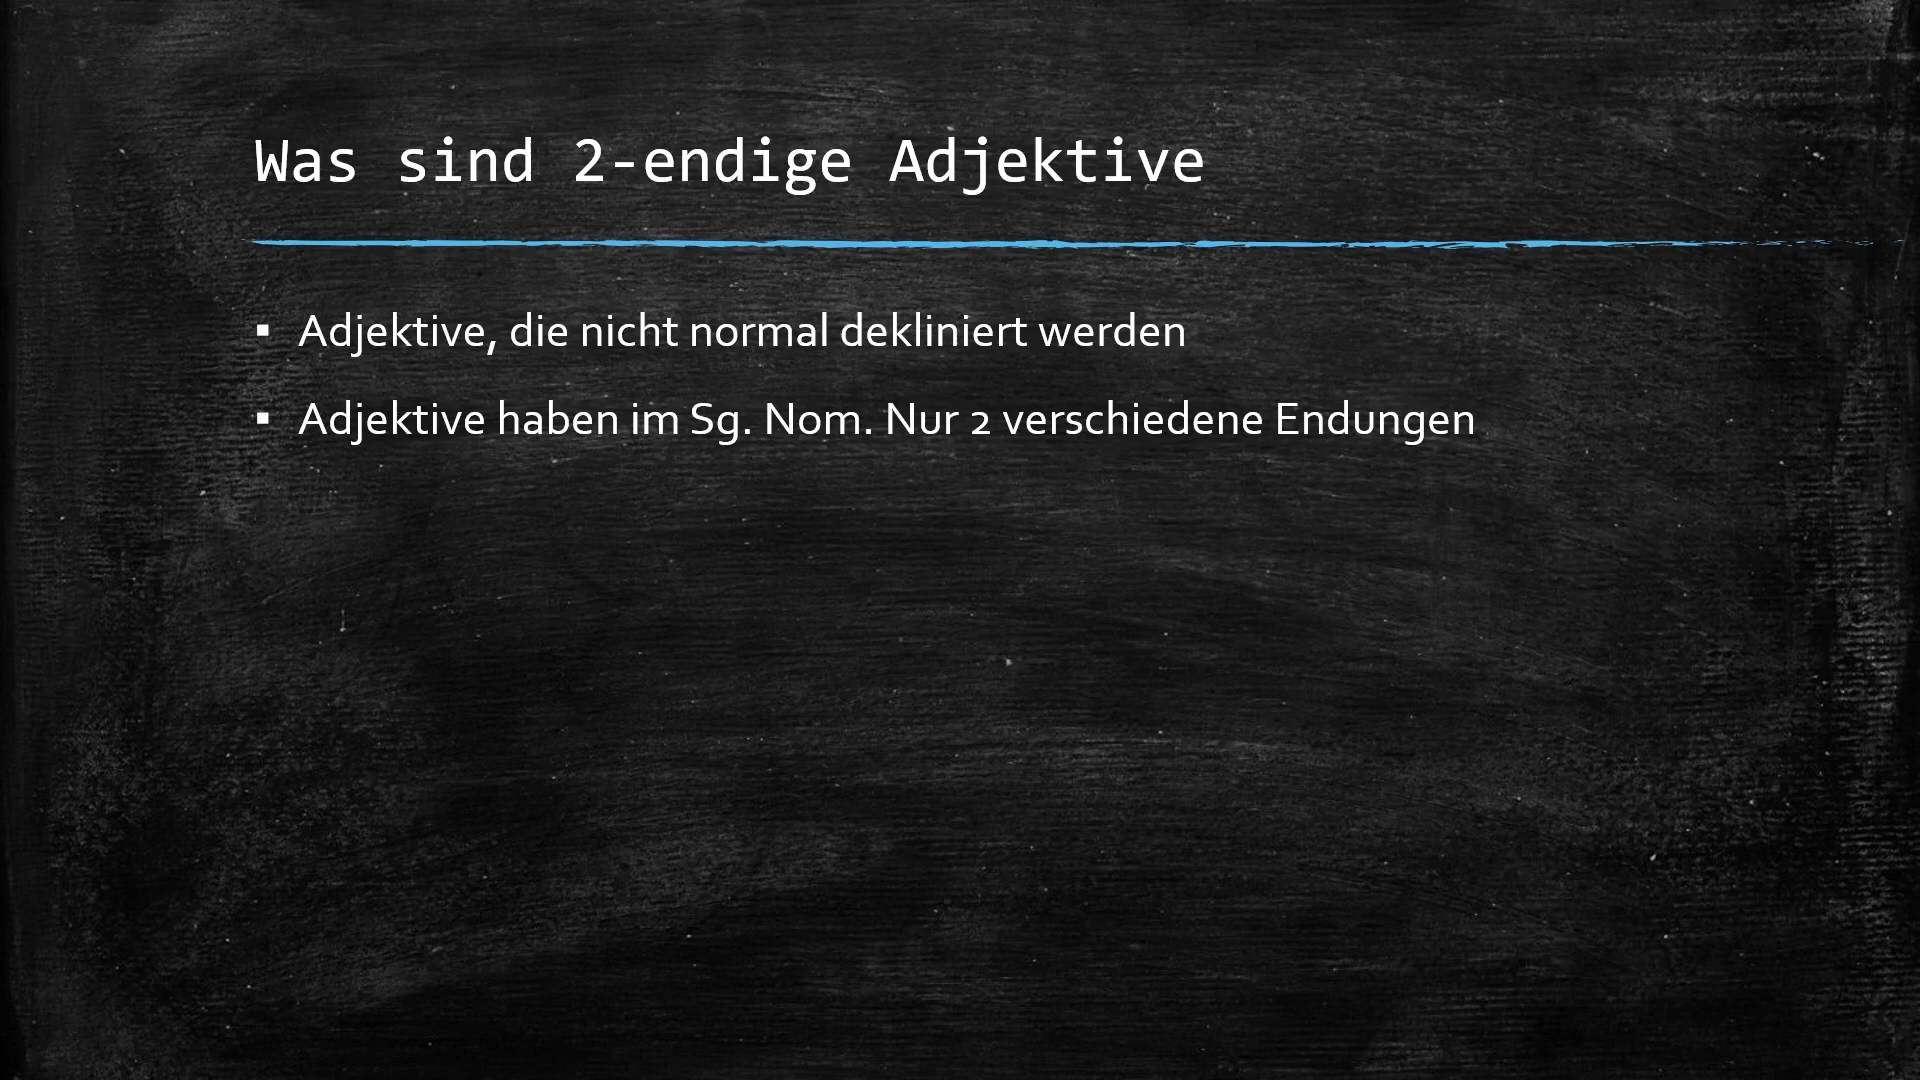 Was sind 2-endige Adjektive
▪ Adjektive, die nicht normal dekliniert werden
▪ Adjektive haben im Sg. Nom. Nur 2 verschiedene Endungen